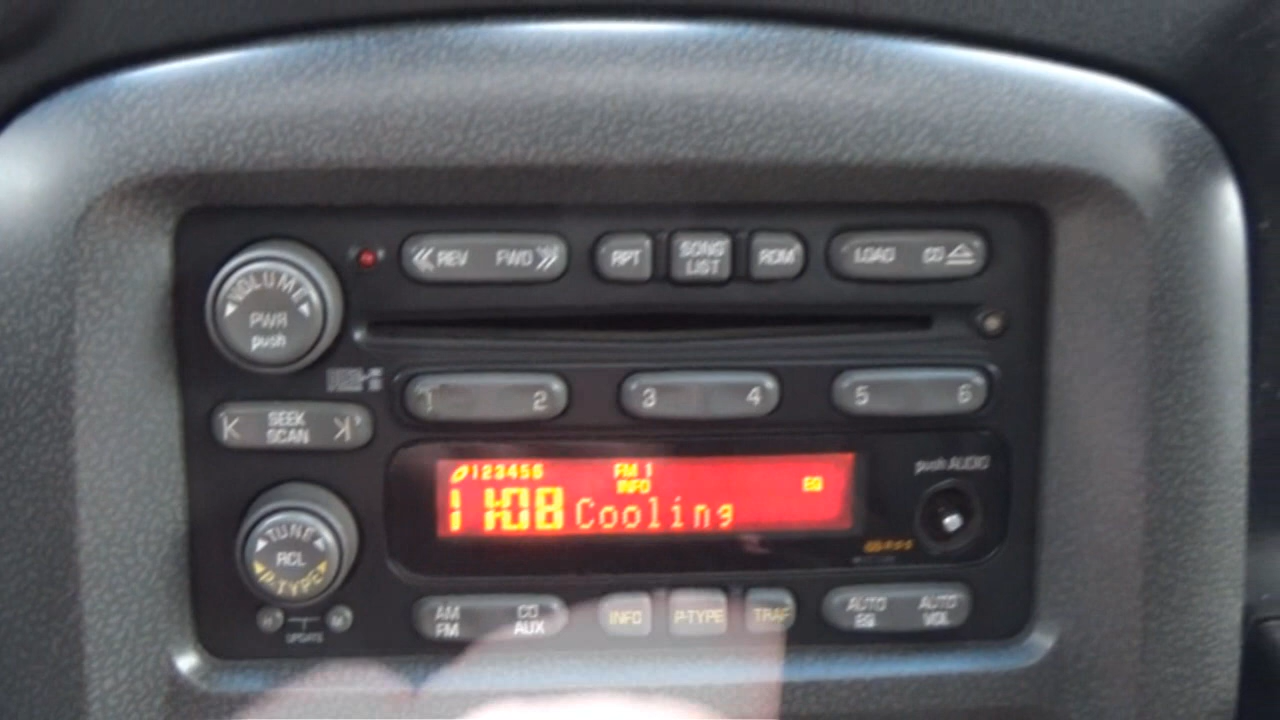 REV FWD RPT SONG LIST RDM LOAD CD
VOLUME
PWR
push
1 2 3 4 5 6
SEEK
SCAN
push AUDIO
123456 FM 1
INFO EQ
11:08 Cooling
TUNE
RCL
P-TYPE
UPDATE
AM
FM
CD
AUX
INFO P-TYPE TRAF
AUTO
EQ
AUTO
VOL